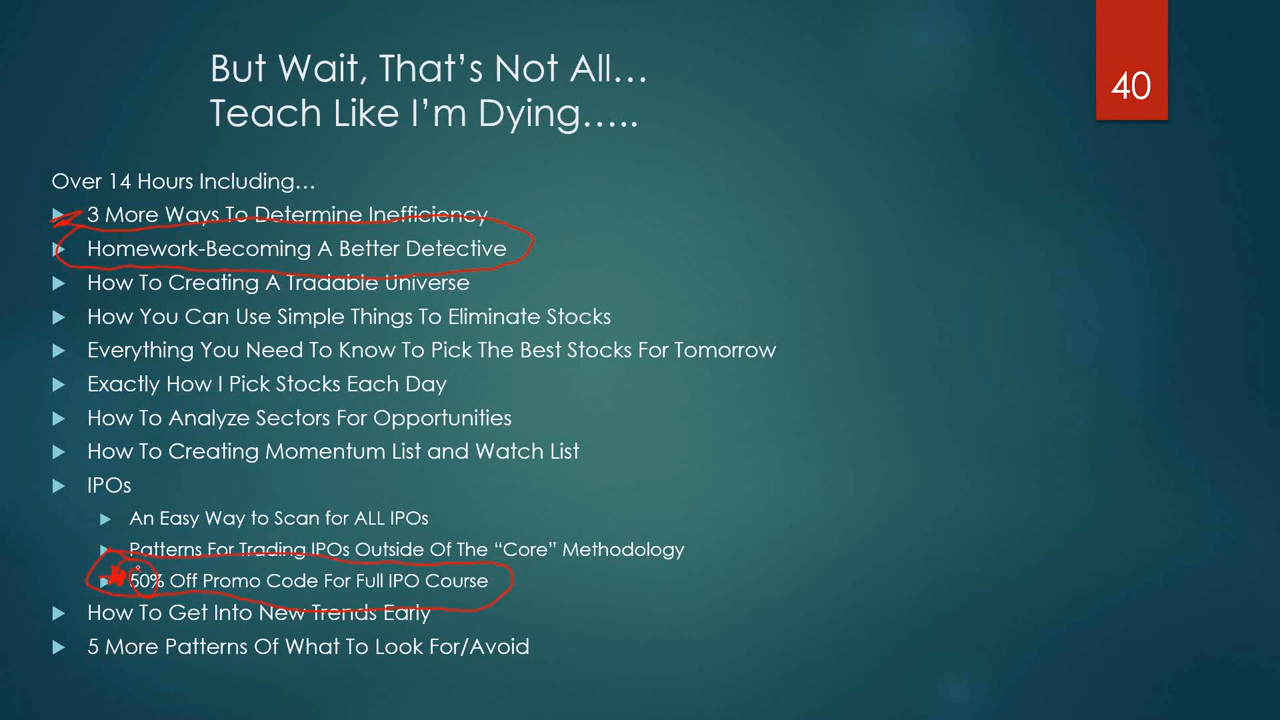 But Wait, That's Not All...
Teach Like I'm Dying.....
40
Over 14 Hours Including...
3 More Ways To Determine Inefficiency
Homework-Becoming A Better Detective
How To Creating A Tradable Universe
How You Can Use Simple Things To Eliminate Stocks
Everything You Need To Know To Pick The Best Stocks For Tomorrow
Exactly How I Pick Stocks Each Day
How To Analyze Sectors For Opportunities
How To Creating Momentum List and Watch List
IPOs
An Easy Way to Scan for ALL IPOs
Patterns For Trading IPOs Outside Of The “Core” Methodology
50% Off Promo Code For Full IPO Course
How To Get Into New Trends Early
5 More Patterns Of What To Look For/Avoid